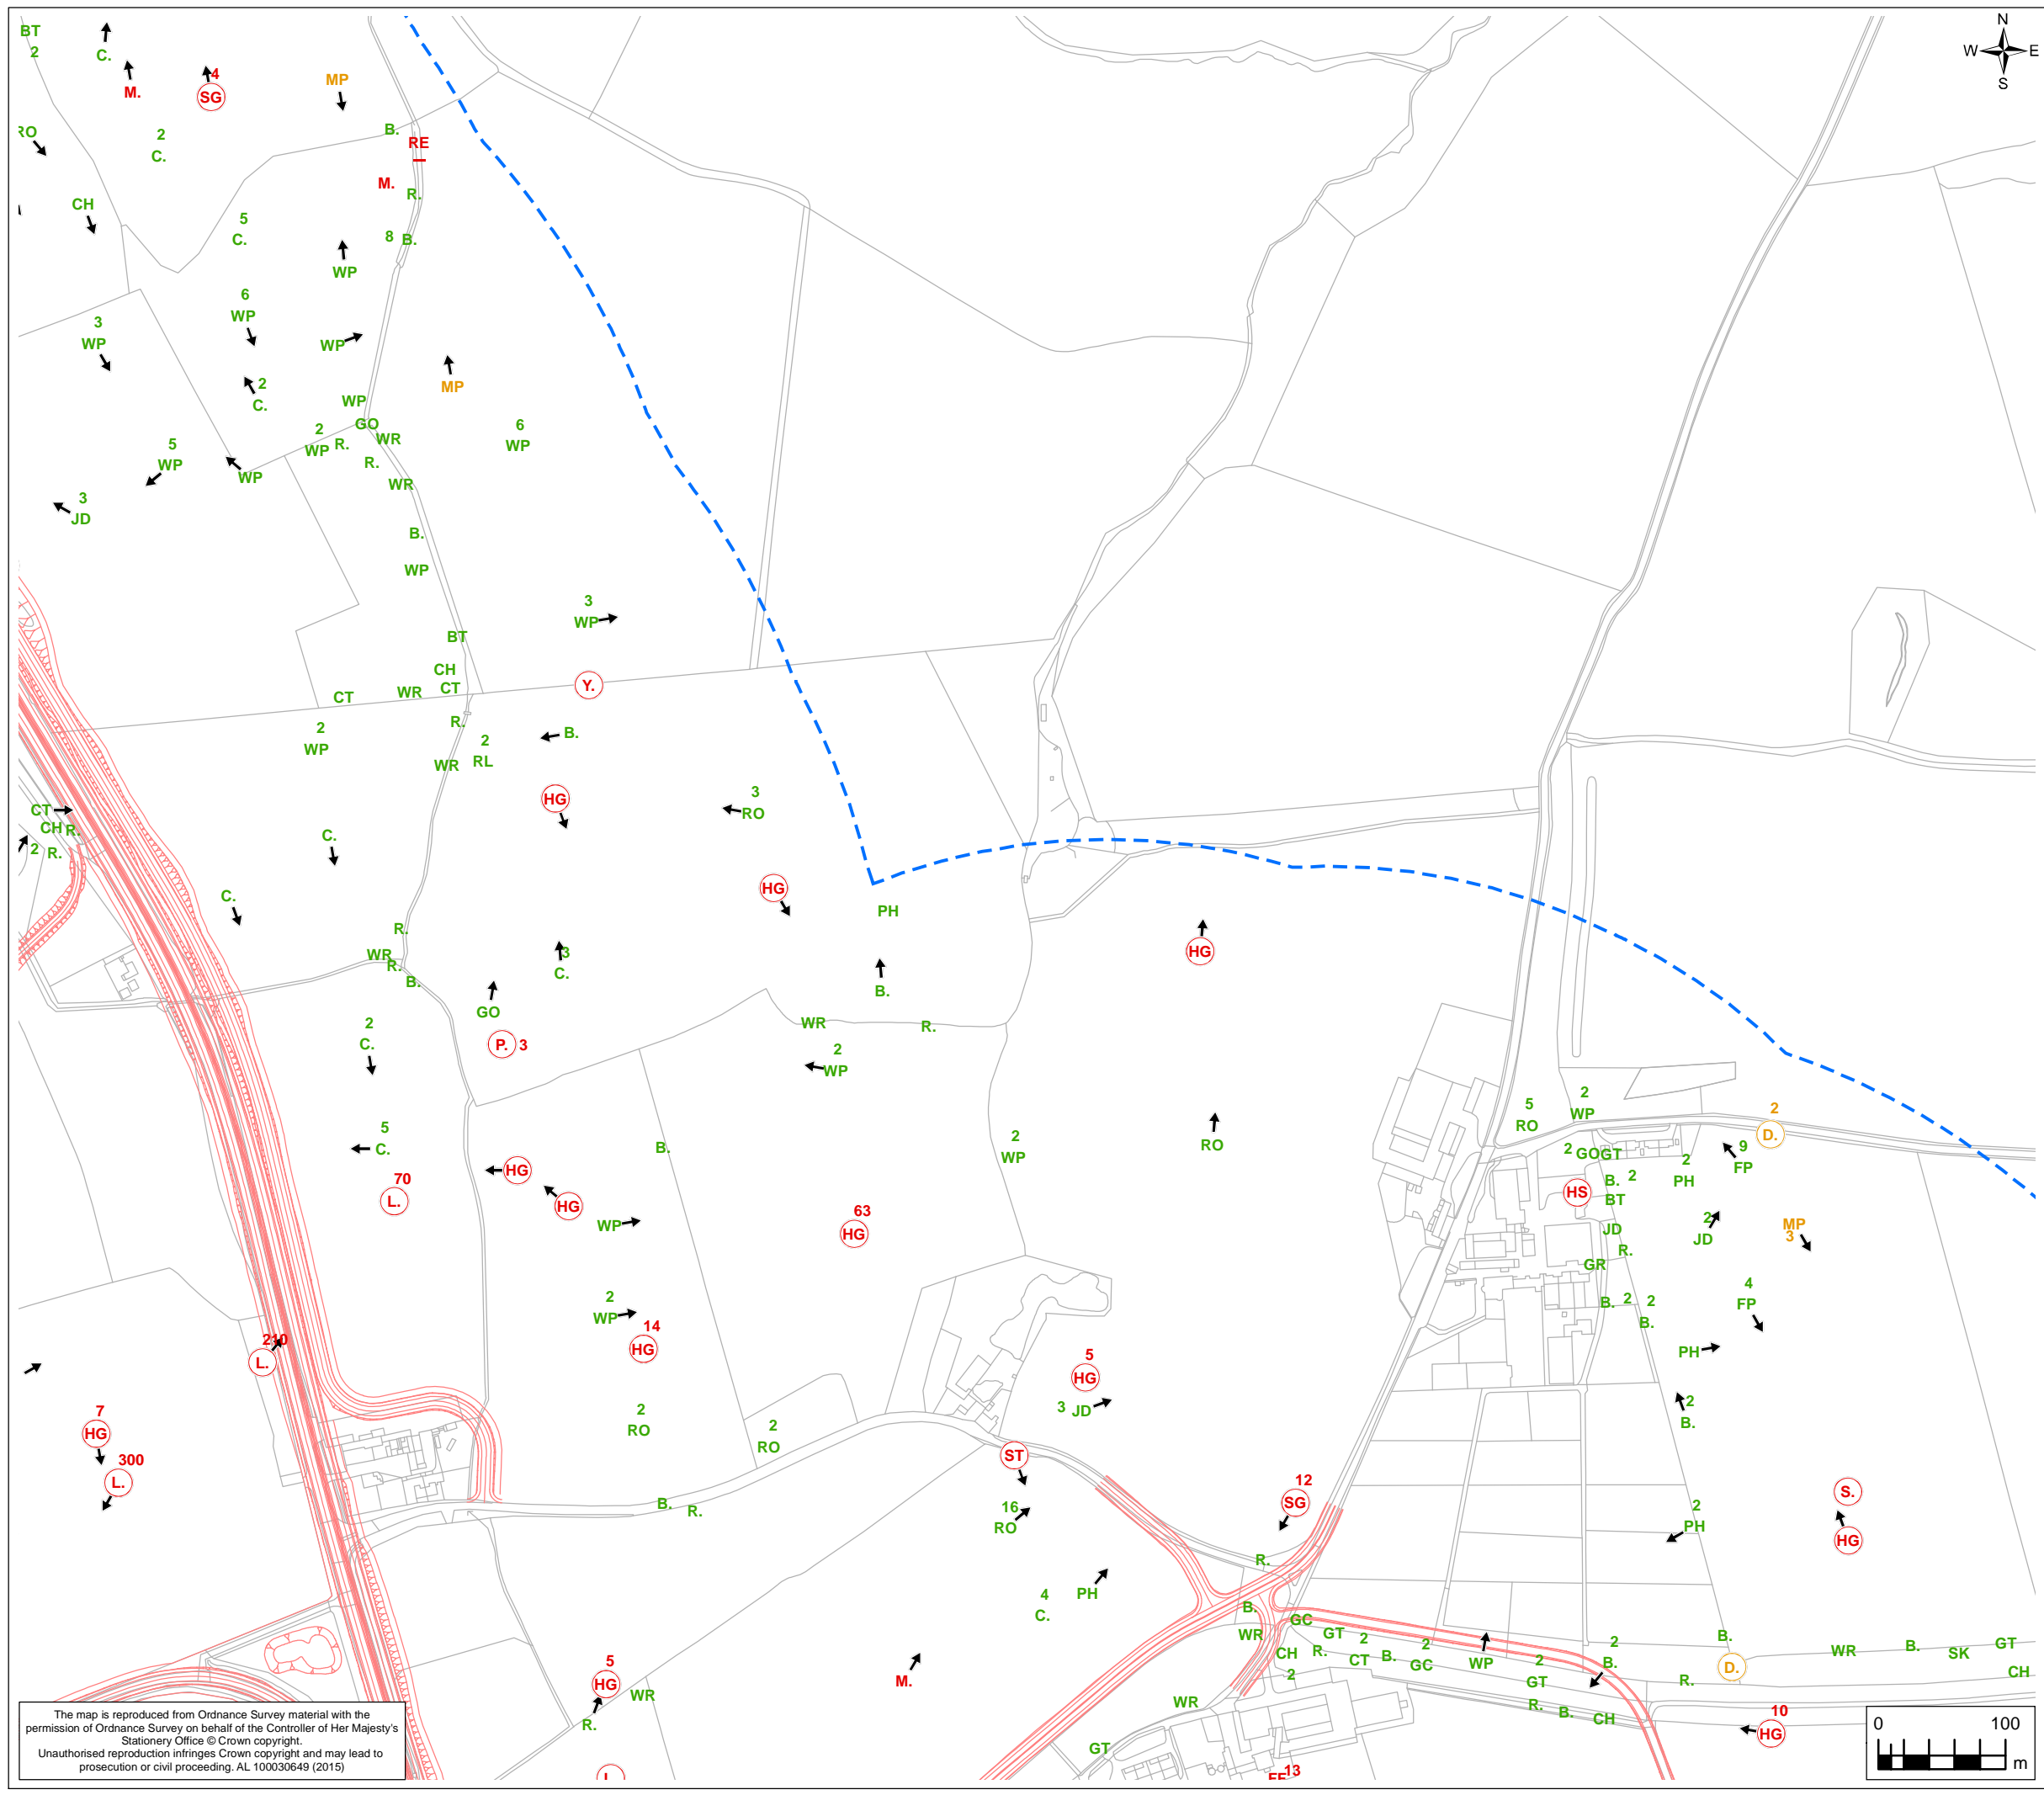 BT
2
C.
M.
4
SG
MP
N
W E
S
RO
2
C.
B.
RE
M.
R.
CH
5
C.
8 B.
WP
6
WP
3
WP
WP
MP
2
C.
WP
GO
WR
2
WP
R.
R.
6
WP
5
WP
WP
WR
3
JD
B.
WP
3
WP
BT
CH
CT
Y.
CT
WR
R.
2
WP
B.
2
RL
WR
HG
3
RO
CT
CH R.
2 R.
C.
C.
HG
PH
R.
WR
R.
B.
3
C.
B.
HG
GO
P. 3
WR
R.
2
C.
2
WP
5
C.
B.
2
WP
RO
5
RO
2
WP
2
D.
2 GO GT
9
FP
2
PH
B. 2
HS
BT
70
L.
HG
HG
WP
63
HG
JD
2
JD
MP
3
R.
GR
2
WP
14
HG
B. 2
2
B.
4
FP
PH
210
L.
5
HG
3 JD
2
B.
7
HG
2
RO
2
RO
ST
300
L.
B.
R.
16
RO
12
SG
S.
2
PH
HG
R.
4
C.
PH
B.
GC
WR
GT
CH
R.
2
CT
B.
2
GC
WP
2
GT
2
B.
B.
R.
D.
WR
B.
SK
GT
CH
2
M.
5
HG
WR
R.
WR
R.
B.
CH
10
HG
GT
13
The map is reproduced from Ordnance Survey material with the
permission of Ordnance Survey on behalf of the Controller of Her Majesty's
Stationery Office © Crown copyright.
Unauthorised reproduction infringes Crown copyright and may lead to
prosecution or civil proceeding. AL 100030649 (2015)
0 100
m